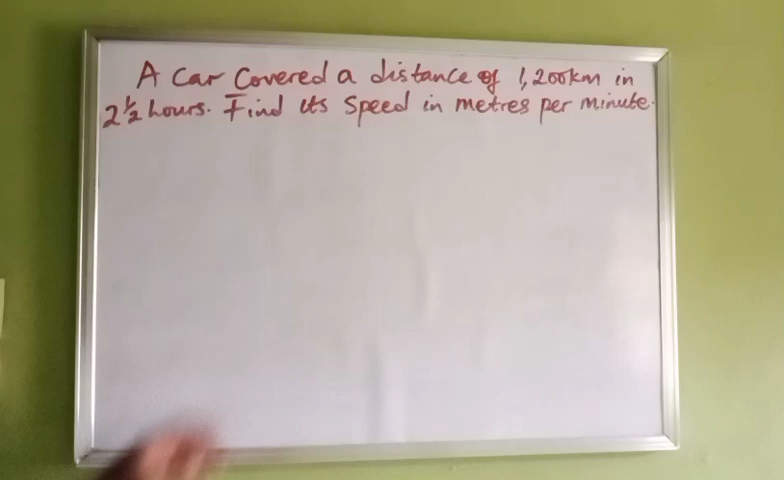 A Car Covered a distance of 1,200km in
2½ hours. Find its Speed in metres per minute.